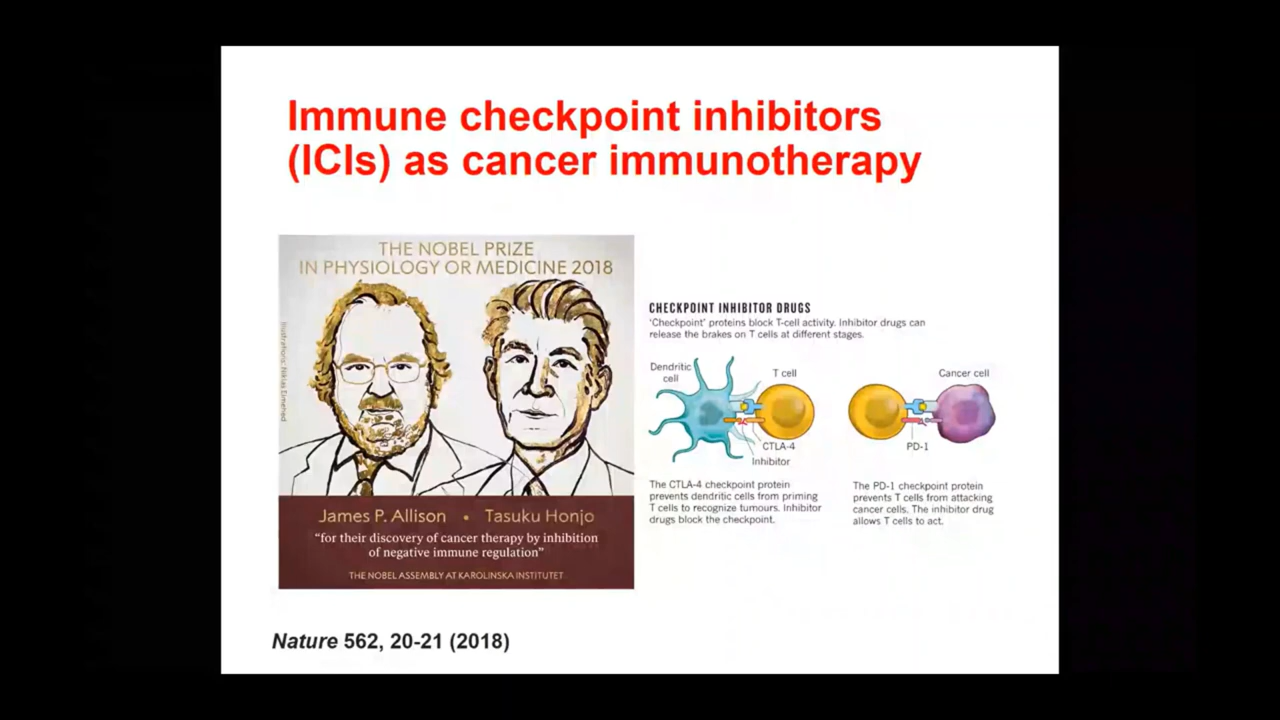 Immune checkpoint inhibitors
(ICIs) as cancer immunotherapy
THE NOBEL PRIZE
IN PHYSIOLOGY OR MEDICINE 2018
Illustrations: Niklas Elmehed
James P. Allison • Tasuku Honjo
“for their discovery of cancer therapy by inhibition
of negative immune regulation”
THE NOBEL ASSEMBLY AT KAROLINSKA INSTITUTET
CHECKPOINT INHIBITOR DRUGS
‘Checkpoint’ proteins block T-cell activity. Inhibitor drugs can
release the brakes on T cells at different stages.
Dendritic
cell
T cell
CTLA-4
Inhibitor
The CTLA-4 checkpoint protein
prevents dendritic cells from priming
T cells to recognize tumours. Inhibitor
drugs block the checkpoint.
Cancer cell
PD-1
The PD-1 checkpoint protein
prevents T cells from attacking
cancer cells. The inhibitor drug
allows T cells to act.
Nature 562, 20-21 (2018)